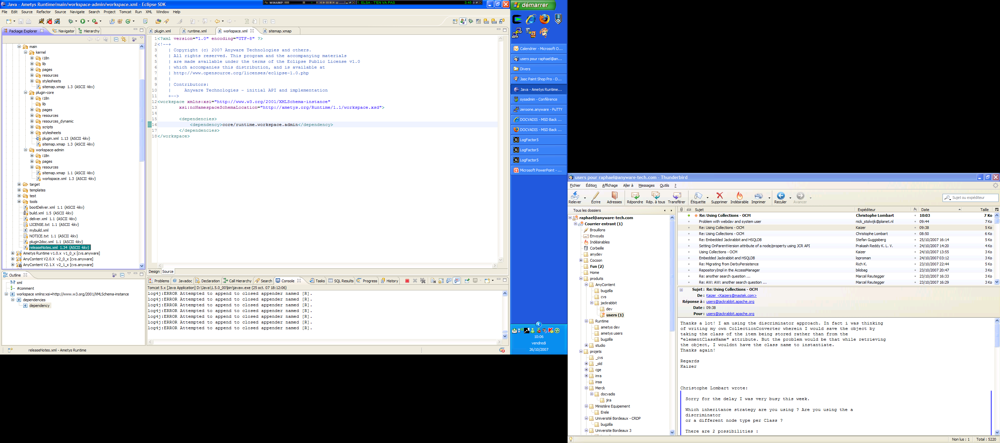 Java - Ametys Runtime/main/workspace-admin/workspace.xml - Eclipse SDK
WINAMP
1. ELSA - T'EN VA PAS
3:45
File Edit Source Refactor Source Navigate Search Project Tomcat Run XML Window Help
Package Explorer Navigator Hierarchy
main
kernel
i18n
lib
pages
resources
stylesheets
sitemap.xmap 1.3 (ASCII -kkv)
plugin-core
i18n
lib
pages
resources
resources_dynamic
scripts
stylesheets
plugin.xml 1.13 (ASCII -kkv)
sitemap.xmap 1.3 (ASCII -kkv)
workspace-admin
i18n
pages
resources
sitemap.xmap 1.1 (ASCII -kkv)
workspace.xml 1.3 (ASCII -kkv)
target
templates
test
tools
bootDeliver.xml 1.1 (ASCII -kkv)
build.xml 1.5 (ASCII -kkv)
deliver.xml 1.1 (ASCII -kkv)
LICENSE.txt 1.1 (ASCII -kkv)
mybuild.xml
NOTICE.txt 1.1 (ASCII -kkv)
plugin2doc.xml 1.1 (ASCII -kkv)
releaseNotes.xml 1.34 (ASCII -kkv)
Ametys Runtime v1.0.x v1_0_x [cvs.anyware]
AnyContent V2.0.X v2_0_x [cvs.anyware]
AnyContent V2.1.X v2_1_x [cvs.anyware]
Outline
?-? xml
#comment
workspace xmlns:xsi=http://www.w3.org/2001/XMLSchema-instance
dependencies
dependency
releaseNotes.xml - Ametys Runtime
plugin.xml runtime.xml workspace.xml sitemap.xmap
1<?xml version="1.0" encoding="UTF-8" ?>
2<!--+
3 | Copyright (c) 2007 Anyware Technologies and others.
4 | All rights reserved. This program and the accompanying materials
5 | are made available under the terms of the Eclipse Public License v1.0
6 | which accompanies this distribution, and is available at
7 | http://www.opensource.org/licenses/eclipse-1.0.php
8 |
9 | Contributors:
10 | Anyware Technologies - initial API and implementation
11 +-->
12<workspace xmlns:xsi="http://www.w3.org/2001/XMLSchema-instance"
13 xsi:noNamespaceSchemaLocation="http://ametys.org/Runtime/1.1/workspace.xsd">
14
15 <dependencies>
16 <dependency>core/runtime.workspace.admin</dependency>
17 </dependencies>
18</workspace>
Design Source
Problems Javadoc Declaration Call Hierarchy Search Console Tasks SQL Results Progress History
Tomcat 5.x [Java Application] D:\Java\1.5.0_00\bin\javaw.exe (25 oct. 07 18:12:06)
log4j:ERROR Attempted to append to closed appender named [R].
log4j:ERROR Attempted to append to closed appender named [R].
log4j:ERROR Attempted to append to closed appender named [R].
log4j:ERROR Attempted to append to closed appender named [R].
log4j:ERROR Attempted to append to closed appender named [R].
log4j:ERROR Attempted to append to closed appender named [R].
log4j:ERROR Attempted to append to closed appender named [R].
démarrer
Calendrier - Microsoft O...
users pour raphael@an...
Divers
Jasc Paint Shop Pro - D...
Java - Ametys Runtime...
sysadmin - Conférence
zeroone.anyware - PuTTY
DOCVADIS - MSD Back ...
DOCVADIS - MSD Back ...
LogFactor5
LogFactor5
LogFactor5
Microsoft PowerPoint - ...
10:06
vendredi
26/10/2007
users pour raphael@anyware-tech.com - Thunderbird
Fichier Édition Affichage Aller à Messages Outils ?
Relever Écrire Adresses Répondre Rép. à tous Transférer Étiquette Supprimer Indésirable Imprimer Reculer Avancer
Sujet ou expéditeur
Tous les dossiers
raphael@anyware-tech.com
Courrier entrant (1)
Brouillons
Envoyés
Indésirables
Corbeille
anydev
Cocoon
Fun (2)
Home
produits
AnyContent
bugzilla
cvs
jackrabbit
dev
users (1)
Runtime
ametys dev
ametys users
bugzilla
studio
projets
_cvs
_old
cge
inra
insa
Merck
docvadis
jira
Ministère Equipement
Erele
Université Bordeaux - CRDP
bugzilla
Universite Bordeaux 3
Sujet Expéditeur Date Taille
Re: Using Collections - OCM Christophe Lombart 10:03 7 Ko
Problem with webdav and system user nick_stolwijk@planet.nl 09:44 7 Ko
Re: Using Collections - OCM Kaizer 09:38 5 Ko
Re: Using Collections - OCM Christophe Lombart 08:50 6 Ko
Re: Embedded Jackrabbit and HSQLDB Stefan Guggisberg 25/10/2007 16:14 5 Ko
Setting OnParentVersion attribute of a node/property using JCR API Prakash Reddy K. L. V. 24/10/2007 14:20 4 Ko
Using Collections - OCM Kaizer 24/10/2007 13:55 3 Ko
Embedded Jackrabbit and HSQLDB loproman 24/10/2007 03:12 3 Ko
Re: Migrating from DerbyPersistence Rich K. 23/10/2007 22:44 5 Ko
RepositoryImpl in the AccessManager bilobag 23/10/2007 20:47 3 Ko
Re: another search question ... Marcel Reutegger 23/10/2007 16:33 3 Ko
Re: AW: AW: another search question ... Marcel Reutegger 23/10/2007 16:29 3 Ko
Sujet : Re: Using Collections - OCM
De : Kaizer <Kaizers@mastek.com>
Réponse à : users@jackrabbit.apache.org
Date : 09:38
Pour : users@jackrabbit.apache.org
Thanks a lot! I am using the discriminator approach. In fact i was thinking
of writing my own CollectionConverter wherein I would save the object by
taking the class of the item being stored rather than from the
"elementClassName" attribute. But the problem would be that while retrieving
the object, I wouldnt have the class name to instantiate.
Thanks again!
Regards
Kaizer
Christophe Lombart wrote:
Sorry for the delay I was very busy this week.
Which inheritance strategy are you using ? Are you using the a
discriminator
or a different node type per Class ?
There are 2 possibilities :
Non lus : 1 Total : 5220